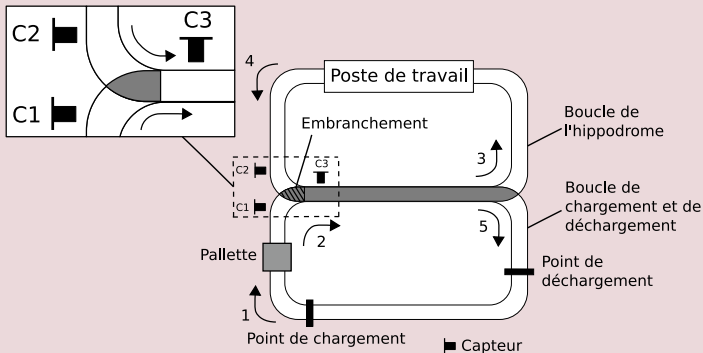 C3
C2
C1
4
Poste de travail
Embranchement
Boucle de
l'hippodrome
C3
C2
C1
3
Boucle de
chargement et de
déchargement
2
5
Pallette
Point de
déchargement
1
Point de chargement
Capteur